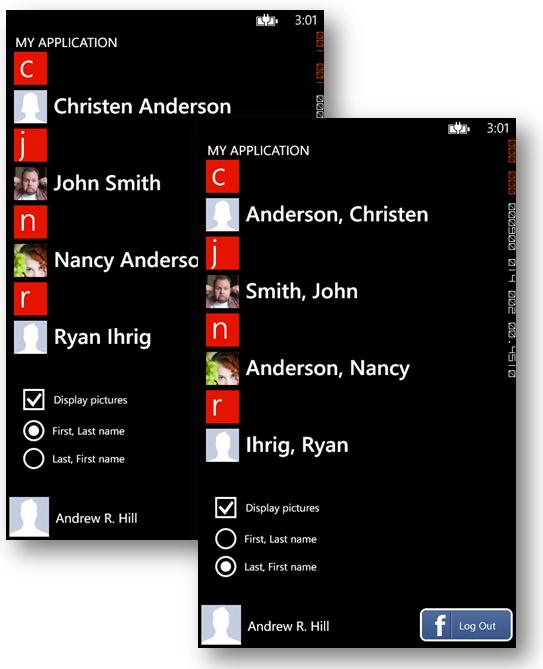 3:01
MY APPLICATION
c
Christen Anderson
j
John Smith
n
Nancy Anderso
r
Ryan Ihrig
Display pictures
First, Last name
Last, First name
Andrew R. Hill
3:01
MY APPLICATION
c
Anderson, Christen
j
Smith, John
n
Anderson, Nancy
r
Ihrig, Ryan
Display pictures
First, Last name
Last, First name
Andrew R. Hill
f Log Out